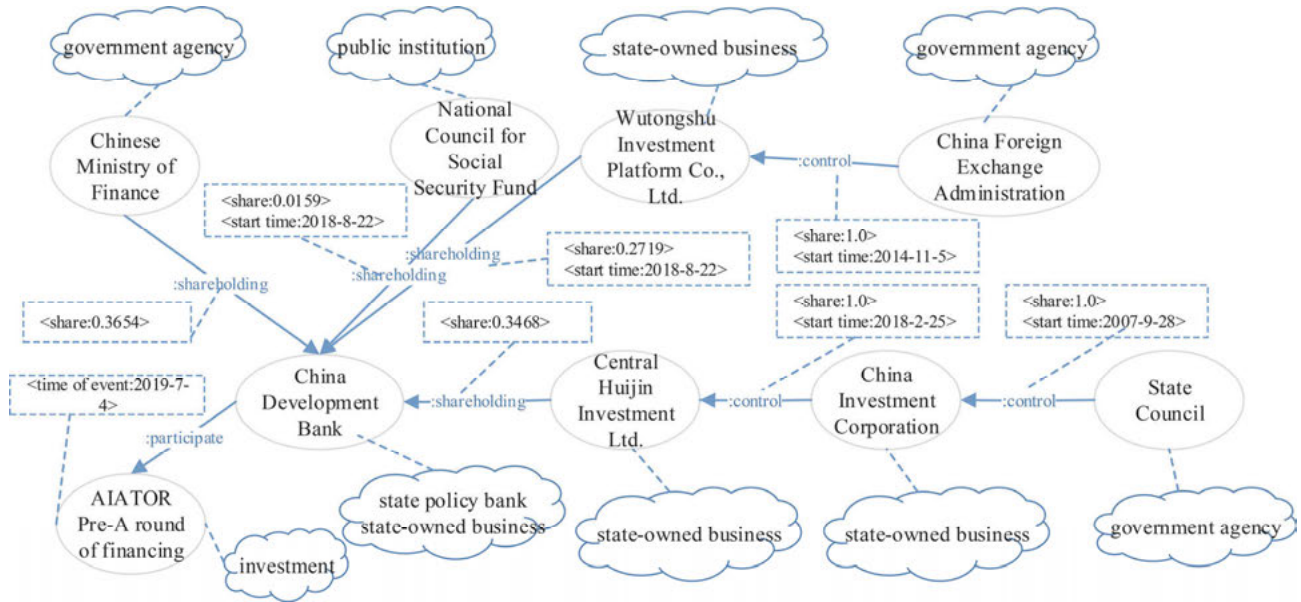 government agency
public institution
state-owned business
government agency
Chinese
Ministry of
Finance
National
Council for
Social
Security Fund
Wutongshu
Investment
Platform Co.,
Ltd.
China Foreign
Exchange
Administration
:control
<share:0.0159>
<start time:2018-8-22>
:shareholding
<share:0.2719>
<start time:2018-8-22>
<share:1.0>
<start time:2014-11-5>
:shareholding
:shareholding
<share:0.3654>
<share:0.3468>
<share:1.0>
<start time:2018-2-25>
<share:1.0>
<start time:2007-9-28>
<time of event:2019-7-
4>
China
Development
Bank
:shareholding
Central
Huijin
Investment
Ltd.
:control
China
Investment
Corporation
:control
State
Council
:participate
AIATOR
Pre-A round
of financing
state policy bank
state-owned business
investment
state-owned business
state-owned business
government agency